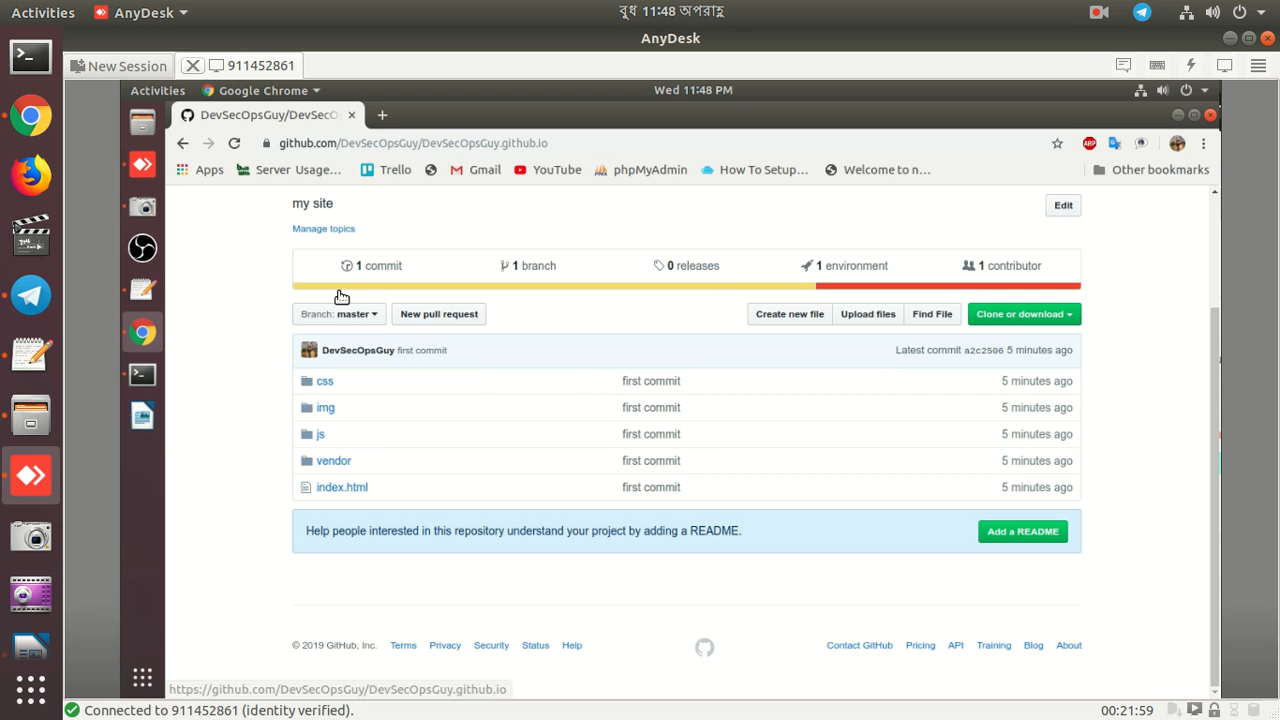 Activities AnyDesk বুধ 11:48 অপরাহ্ণ
AnyDesk
New Session 911452861
Activities Google Chrome Wed 11:48 PM
DevSecOpsGuy/DevSecO
github.com/DevSecOpsGuy/DevSecOpsGuy.github.io
Apps Server Usage... Trello Gmail YouTube phpMyAdmin How To Setup... Welcome to n... Other bookmarks
my site Edit
Manage topics
1 commit 1 branch 0 releases 1 environment 1 contributor
Branch: master New pull request Create new file Upload files Find File Clone or download
DevSecOpsGuy first commit Latest commit a2c2506 5 minutes ago
css first commit 5 minutes ago
img first commit 5 minutes ago
js first commit 5 minutes ago
vendor first commit 5 minutes ago
index.html first commit 5 minutes ago
Help people interested in this repository understand your project by adding a README. Add a README
© 2019 GitHub, Inc. Terms Privacy Security Status Help Contact GitHub Pricing API Training Blog About
https://github.com/DevSecOpsGuy/DevSecOpsGuy.github.io
Connected to 911452861 (identity verified). 00:21:59